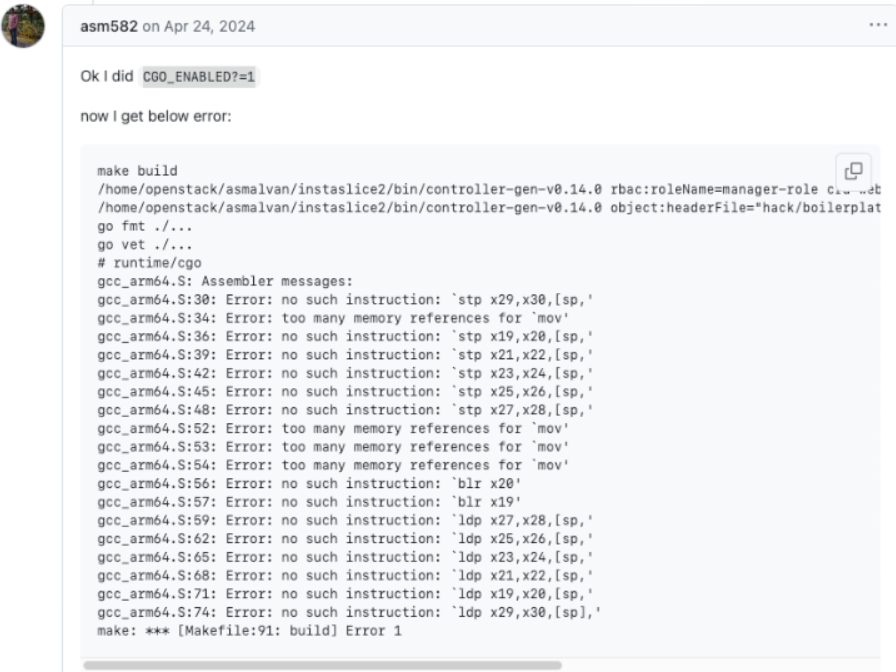 asm582 on Apr 24, 2024
Ok I did CGO_ENABLED?=1
now I get below error:
make build
/home/openstack/asmalvan/instaslice2/bin/controller-gen-v0.14.0 rbac:roleName=manager-role crd web
/home/openstack/asmalvan/instaslice2/bin/controller-gen-v0.14.0 object:headerFile="hack/boilerplat
go fmt ./...
go vet ./...
# runtime/cgo
gcc_arm64.S: Assembler messages:
gcc_arm64.S:30: Error: no such instruction: `stp x29,x30,[sp,'
gcc_arm64.S:34: Error: too many memory references for `mov'
gcc_arm64.S:36: Error: no such instruction: `stp x19,x20,[sp,'
gcc_arm64.S:39: Error: no such instruction: `stp x21,x22,[sp,'
gcc_arm64.S:42: Error: no such instruction: `stp x23,x24,[sp,'
gcc_arm64.S:45: Error: no such instruction: `stp x25,x26,[sp,'
gcc_arm64.S:48: Error: no such instruction: `stp x27,x28,[sp,'
gcc_arm64.S:52: Error: too many memory references for `mov'
gcc_arm64.S:53: Error: too many memory references for `mov'
gcc_arm64.S:54: Error: too many memory references for `mov'
gcc_arm64.S:56: Error: no such instruction: `blr x20'
gcc_arm64.S:57: Error: no such instruction: `blr x19'
gcc_arm64.S:59: Error: no such instruction: `ldp x27,x28,[sp,'
gcc_arm64.S:62: Error: no such instruction: `ldp x25,x26,[sp,'
gcc_arm64.S:65: Error: no such instruction: `ldp x23,x24,[sp,'
gcc_arm64.S:68: Error: no such instruction: `ldp x21,x22,[sp,'
gcc_arm64.S:71: Error: no such instruction: `ldp x19,x20,[sp,'
gcc_arm64.S:74: Error: no such instruction: `ldp x29,x30,[sp],'
make: *** [Makefile:91: build] Error 1